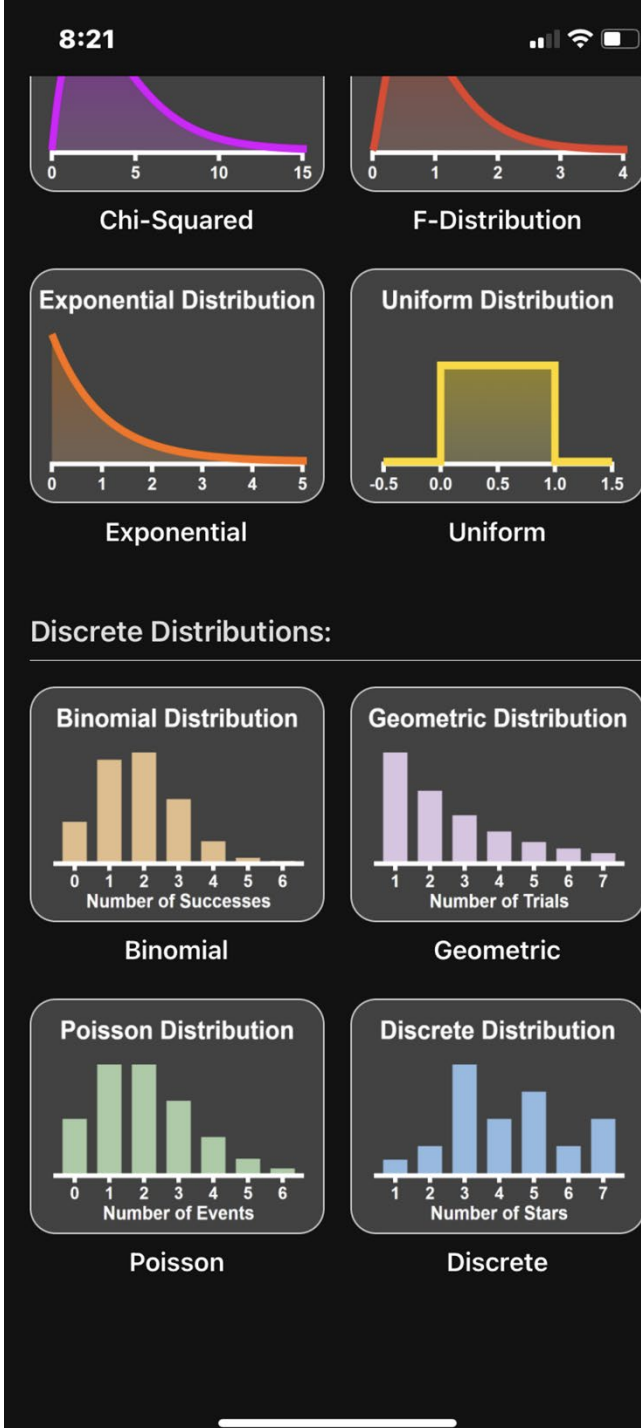 8:21
0 5 10 15
0 1 2 3 4
Chi-Squared
F-Distribution
Exponential Distribution
0 1 2 3 4 5
Uniform Distribution
-0.5 0.0 0.5 1.0 1.5
Exponential
Uniform
Discrete Distributions:
Binomial Distribution
0 1 2 3 4 5 6
Number of Successes
Geometric Distribution
1 2 3 4 5 6 7
Number of Trials
Binomial
Geometric
Poisson Distribution
0 1 2 3 4 5 6
Number of Events
Discrete Distribution
1 2 3 4 5 6 7
Number of Stars
Poisson
Discrete